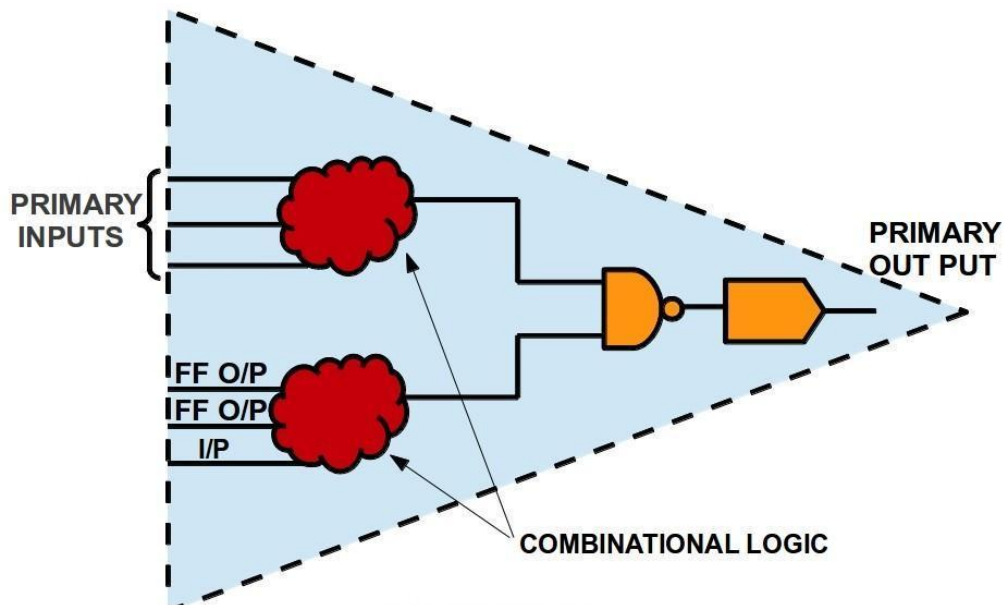 PRIMARY
INPUTS
PRIMARY
OUT PUT
FF O/P
FF O/P
I/P
COMBINATIONAL LOGIC